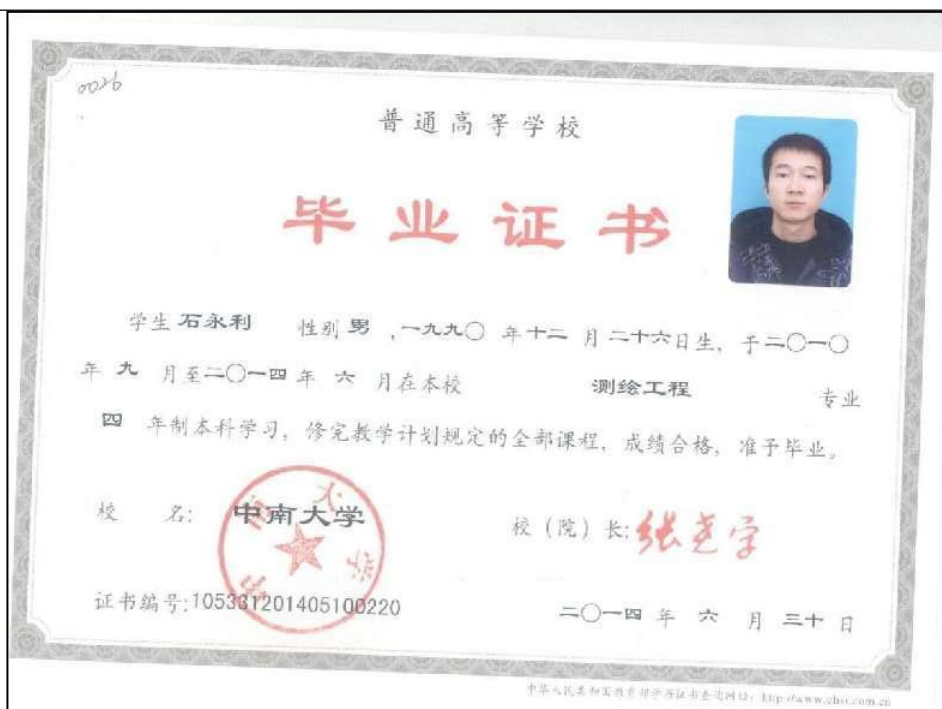 0026
普通高等学校
毕业证书
学生 石永利 性别 男 ,一九九〇 年 十二 月 二十六日生, 于二〇一〇
年 九 月至二〇一四 年 六 月在本校 测绘工程 专业
四 年制本科学习, 修完教学计划规定的全部课程, 成绩合格, 准予毕业。
校 名: 中南大学
校(院)长: 张尧学
证书编号:105331201405100220
二〇一四 年 六 月 三十 日
中华人民共和国教育部学历证书查询网址: http://www.chsi.com.cn